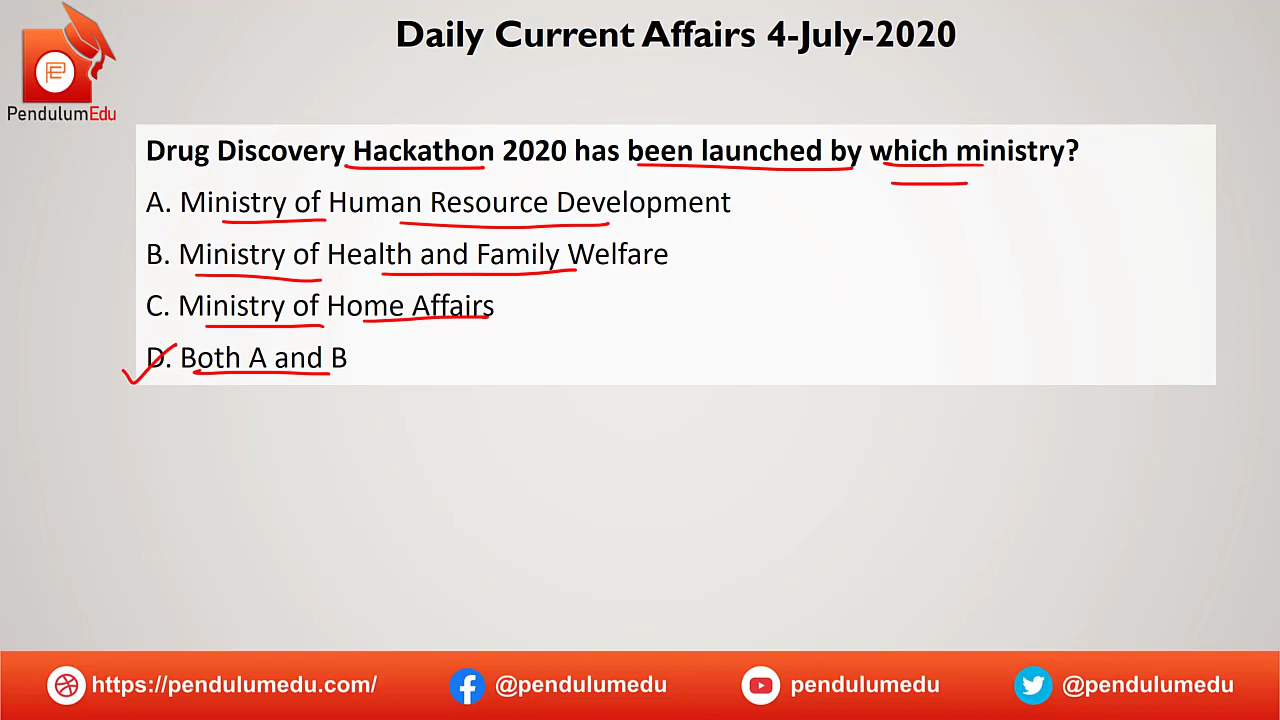 Daily Current Affairs 4-July-2020
PendulumEdu
Drug Discovery Hackathon 2020 has been launched by which ministry?
A. Ministry of Human Resource Development
B. Ministry of Health and Family Welfare
C. Ministry of Home Affairs
D. Both A and B
https://pendulumedu.com/ @pendulumedu pendulumedu @pendulumedu